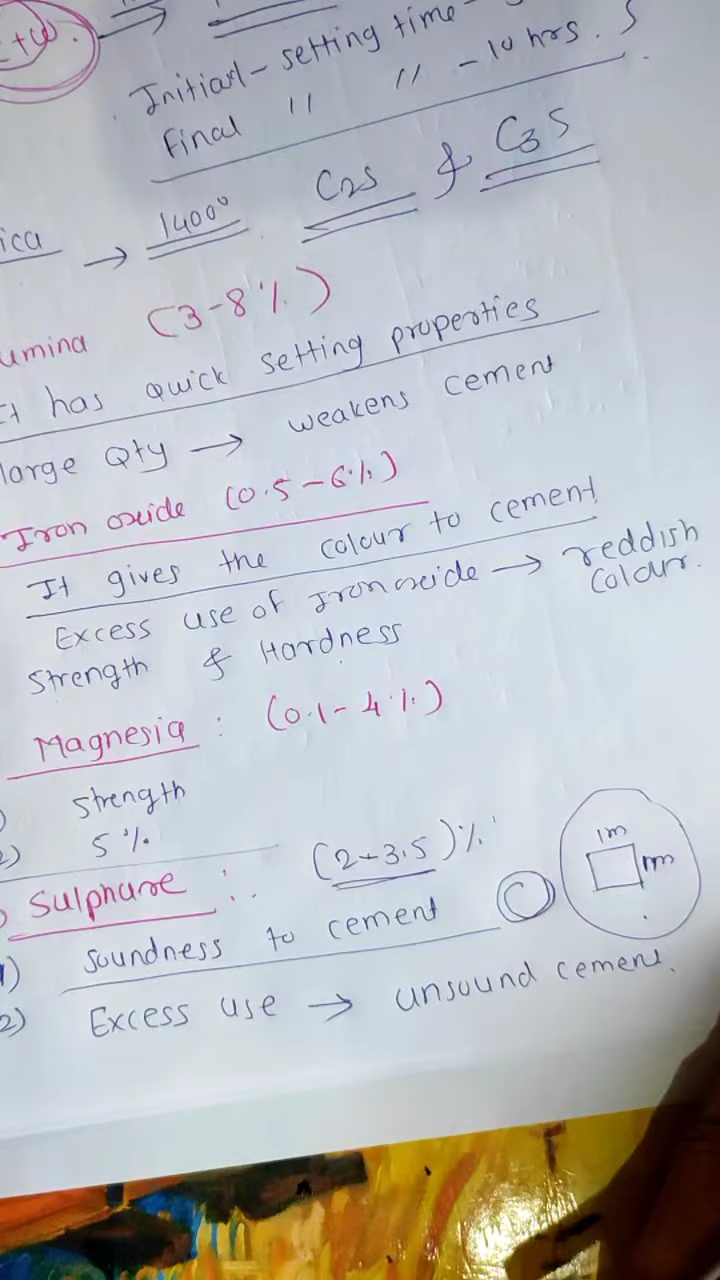 Initial - setting time -
Final 〃 〃 - 10 hrs.
ica → 1400° C2S & C3S
umina (3-8%)
It has quick setting properties
large Qty → weakens cement
Iron oxide (0.5-6%)
It gives the colour to cement
Excess use of Iron oxide → reddish colour.
Strength & Hardness
Magnesia : (0.1-4%)
Strength
2) 5%
Sulphure : (2-3.5)%
1m
1m
1) Soundness to cement
2) Excess use → unsound cement.